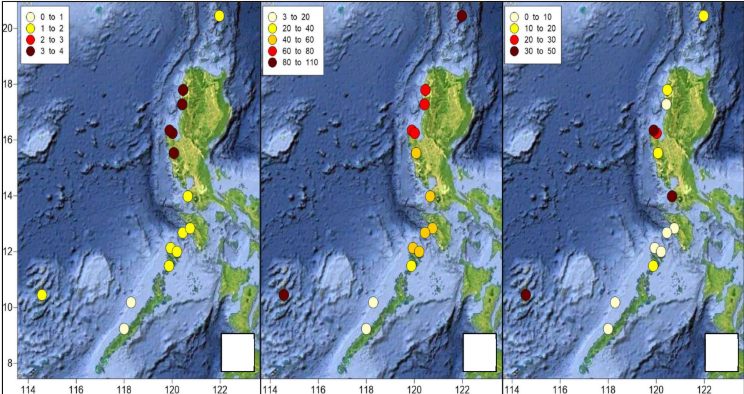 0 to 1
1 to 2
2 to 3
3 to 4
3 to 20
20 to 40
40 to 60
60 to 80
80 to 110
0 to 10
10 to 20
20 to 30
30 to 50
20
18
16
14
12
10
8
114 116 118 120 122
114 116 118 120 122
114 116 118 120 122